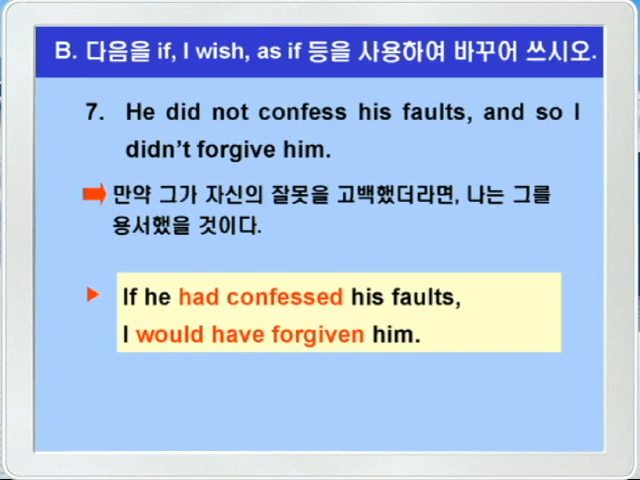 B. 다음을 if, I wish, as if 등을 사용하여 바꾸어 쓰시오.
7. He did not confess his faults, and so I
didn't forgive him.
만약 그가 자신의 잘못을 고백했더라면, 나는 그를
용서했을 것이다.
If he had confessed his faults,
I would have forgiven him.